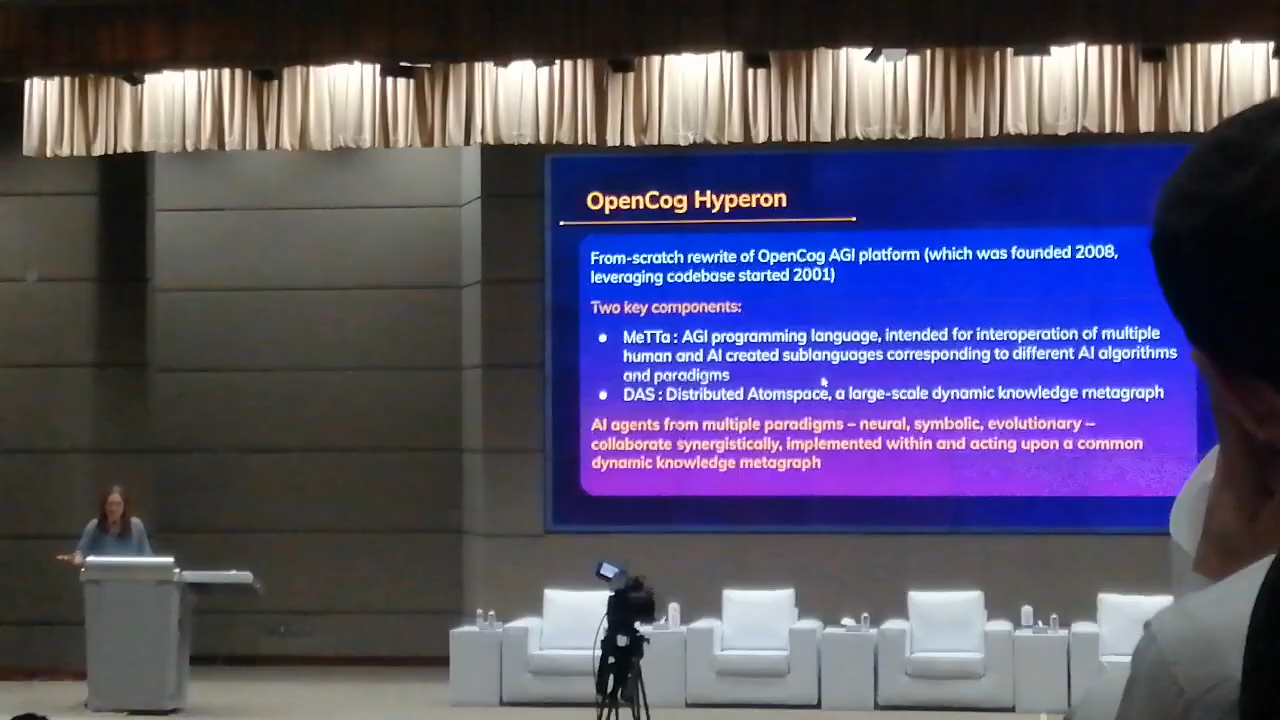 OpenCog Hyperon
From-scratch rewrite of OpenCog AGI platform (which was founded 2008,
leveraging codebase started 2001)
Two key components:
● MeTTa : AGI programming language, intended for interoperation of multiple
human and AI created sublanguages corresponding to different AI algorithms
and paradigms
● DAS : Distributed Atomspace, a large-scale dynamic knowledge metagraph
AI agents from multiple paradigms – neural, symbolic, evolutionary –
collaborate synergistically, implemented within and acting upon a common
dynamic knowledge metagraph